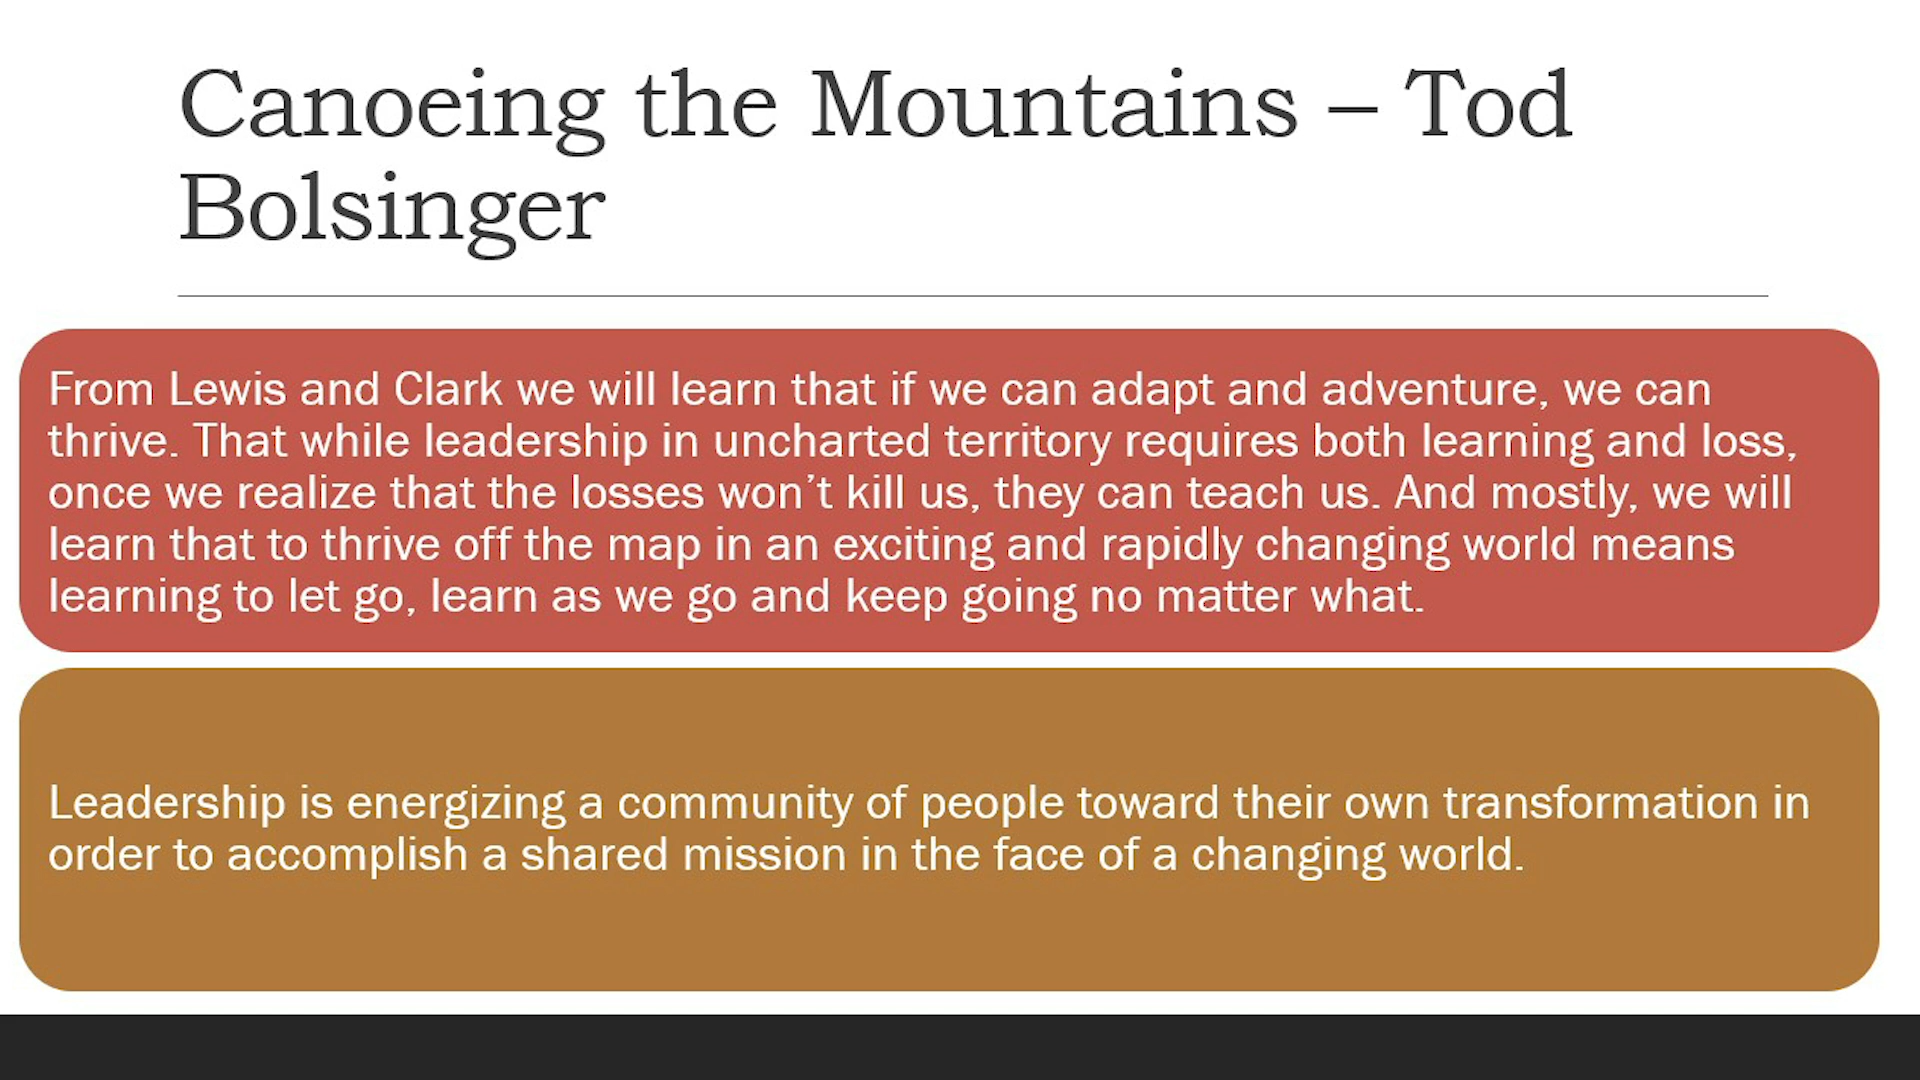 Canoeing the Mountains – Tod
Bolsinger
From Lewis and Clark we will learn that if we can adapt and adventure, we can
thrive. That while leadership in uncharted territory requires both learning and loss,
once we realize that the losses won’t kill us, they can teach us. And mostly, we will
learn that to thrive off the map in an exciting and rapidly changing world means
learning to let go, learn as we go and keep going no matter what.
Leadership is energizing a community of people toward their own transformation in
order to accomplish a shared mission in the face of a changing world.